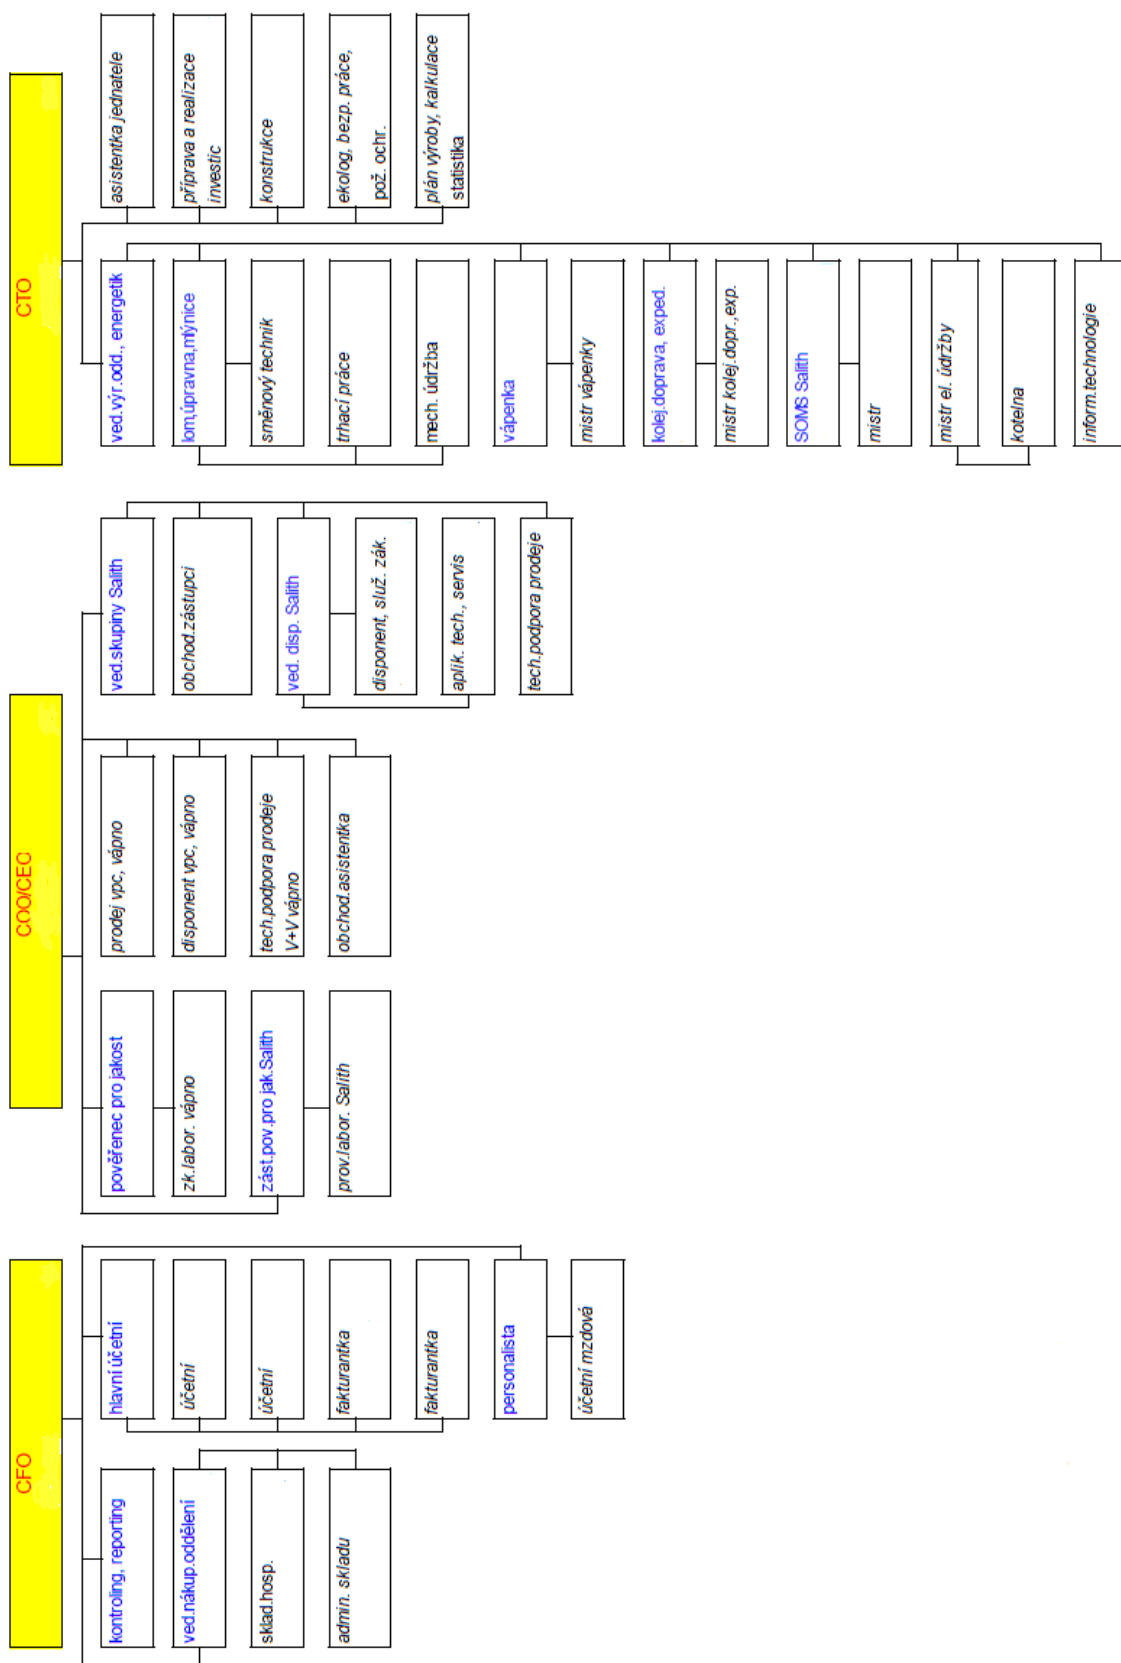 CFO
kontroling, reporting
ved.nákup.oddělení
sklad.hosp.
admin. skladu
hlavní účetní
účetní
účetní
fakturantka
fakturantka
personalista
účetní mzdová
COO/CEO
pověřenec pro jakost
zk.labor. vápno
zást.pov.pro jak.Salith
prov.labor. Salith
prodej vpc, vápno
disponent vpc, vápno
tech.podpora prodeje
V+V vápno
obchod.asistentka
ved.skupiny Salith
obchod.zástupci
ved. disp. Salith
disponent, služ. zák.
aplik. tech., servis
tech.podpora prodeje
CTO
ved.výr.odd., energetik
lom,úpravna,mlýnice
směnový technik
trhací práce
mech. údržba
vápenka
mistr vápenky
kolej.doprava, exped.
mistr kolej.dopr.,exp.
SOMS Salith
mistr
mistr el. údržby
kotelna
inform.technologie
asistentka jednatele
příprava a realizace
investic
konstrukce
ekolog, bezp. práce,
pož. ochr.
plán výroby, kalkulace
statistika